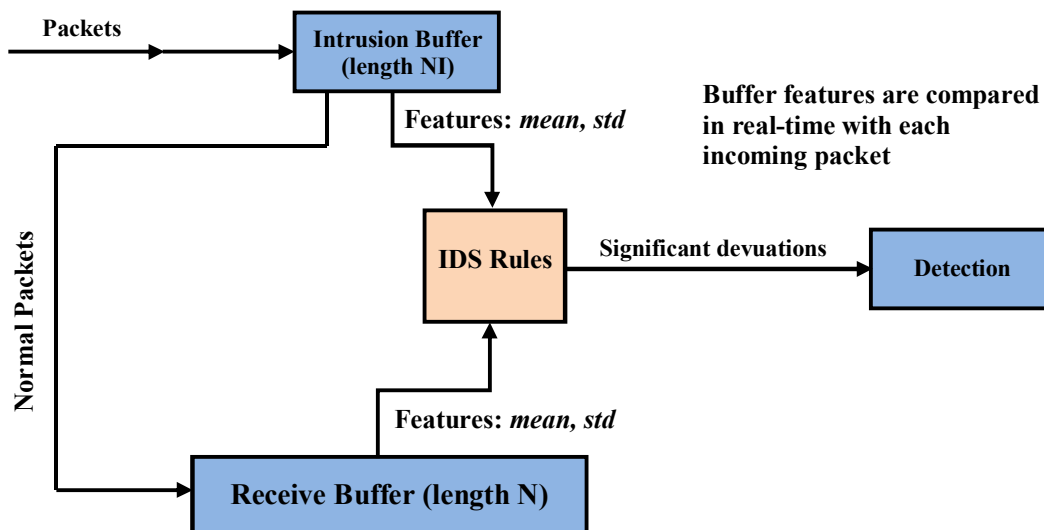 Packets
Intrusion Buffer
(length NI)
Features: mean, std
Buffer features are compared
in real-time with each
incoming packet
Normal Packets
IDS Rules
Significant devuations
Detection
Features: mean, std
Receive Buffer (length N)